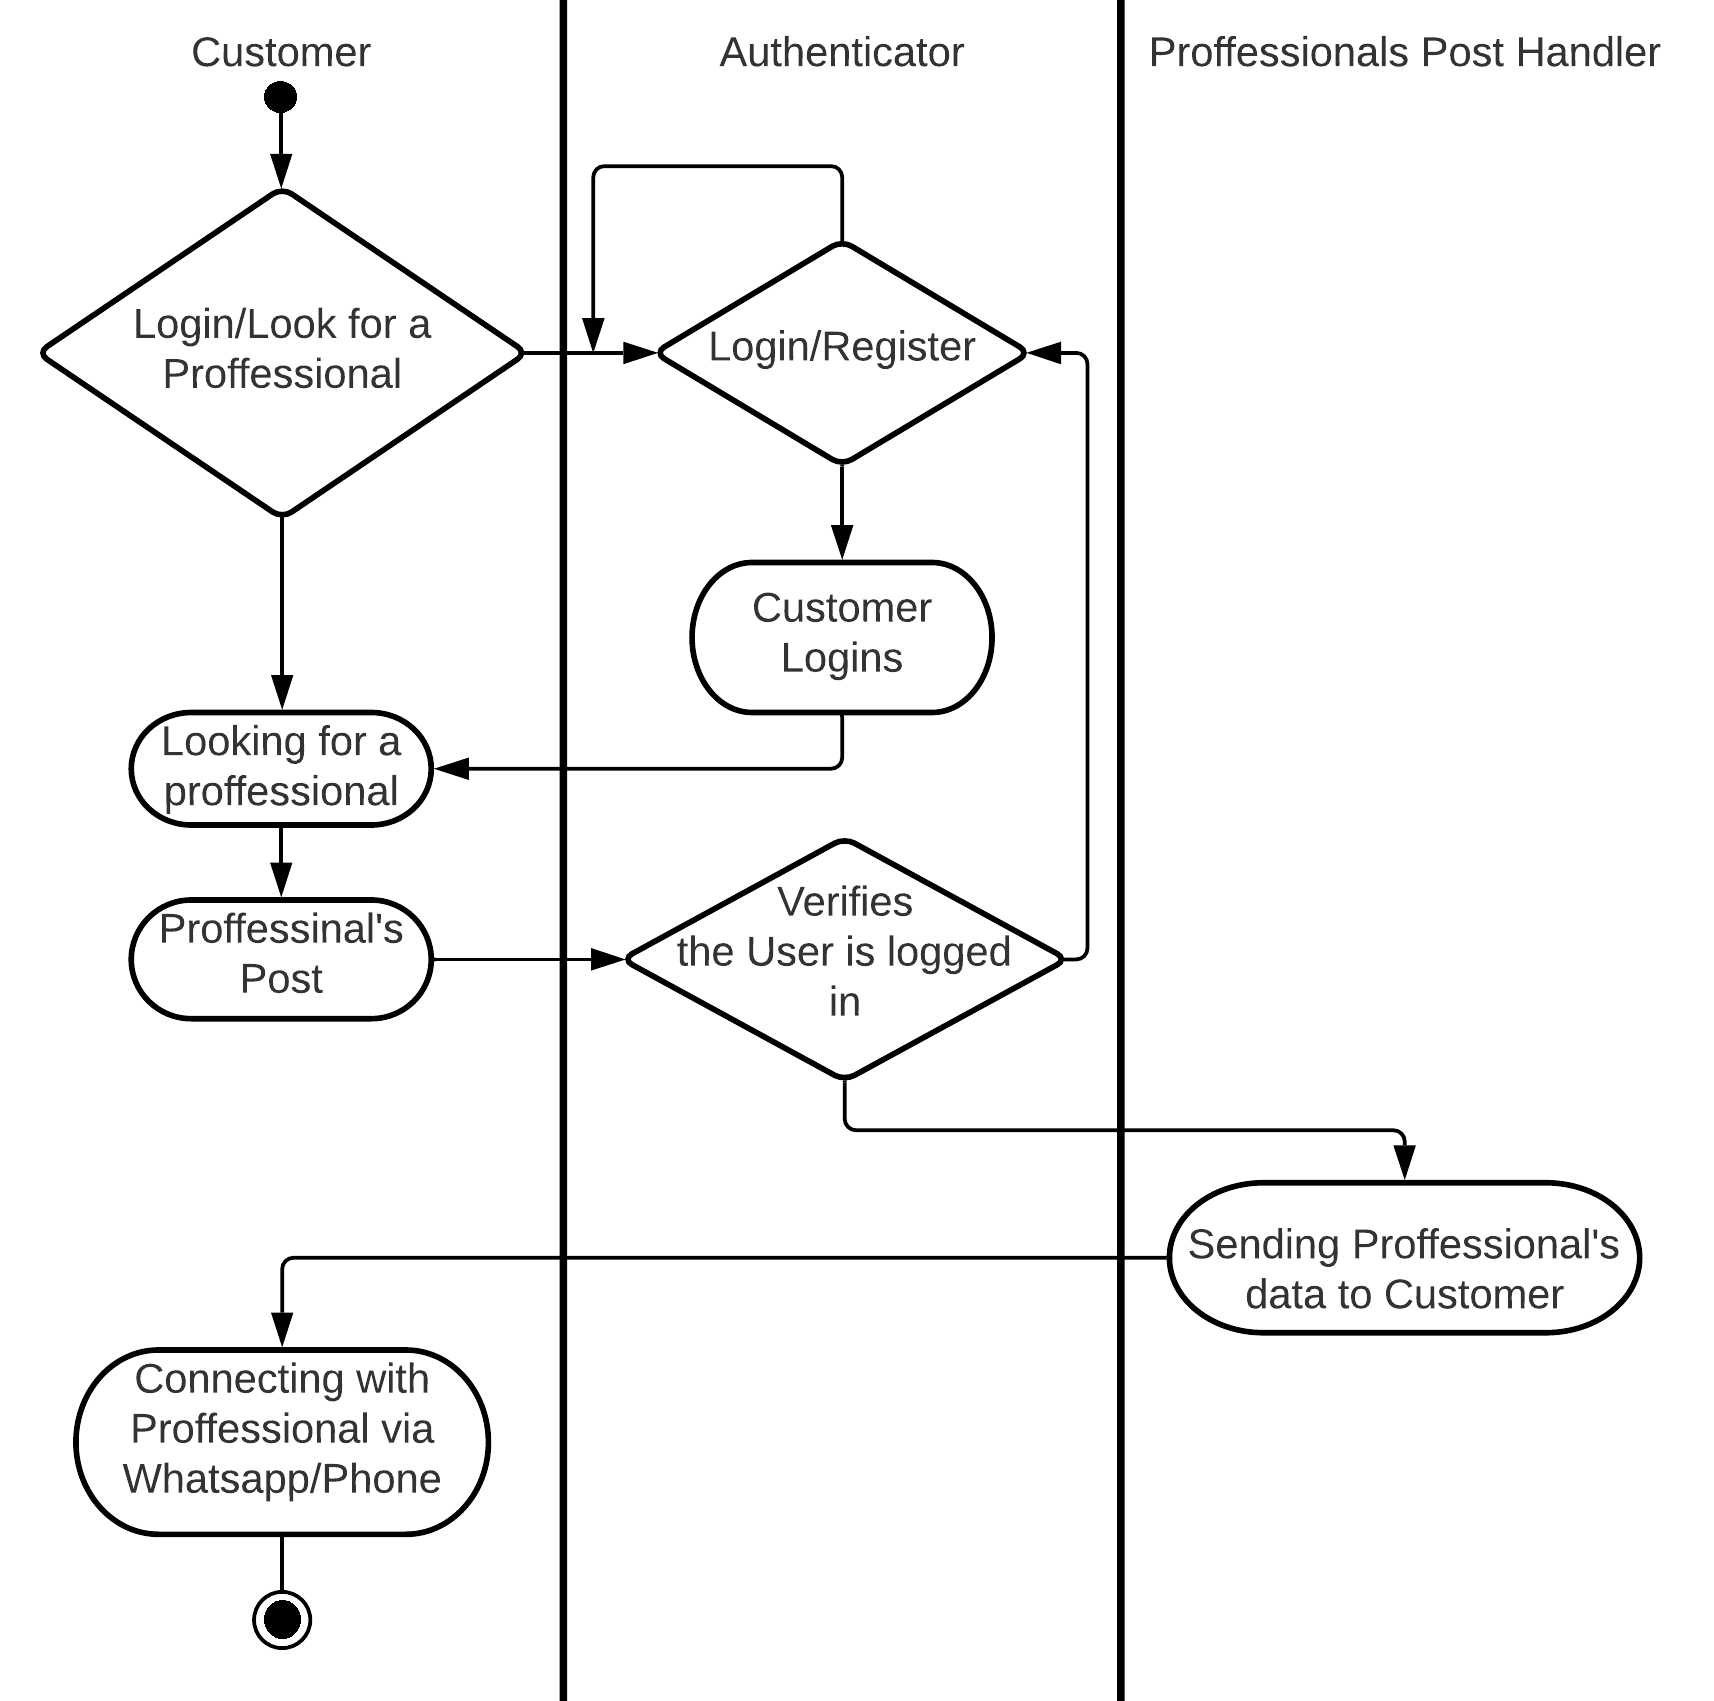 Customer
Authenticator
Proffessionals Post Handler
Login/Look for a
Proffessional
Login/Register
Customer
Logins
Looking for a
proffessional
Proffessinal's
Post
Verifies
the User is logged
in
Sending Proffessional's
data to Customer
Connecting with
Proffessional via
Whatsapp/Phone